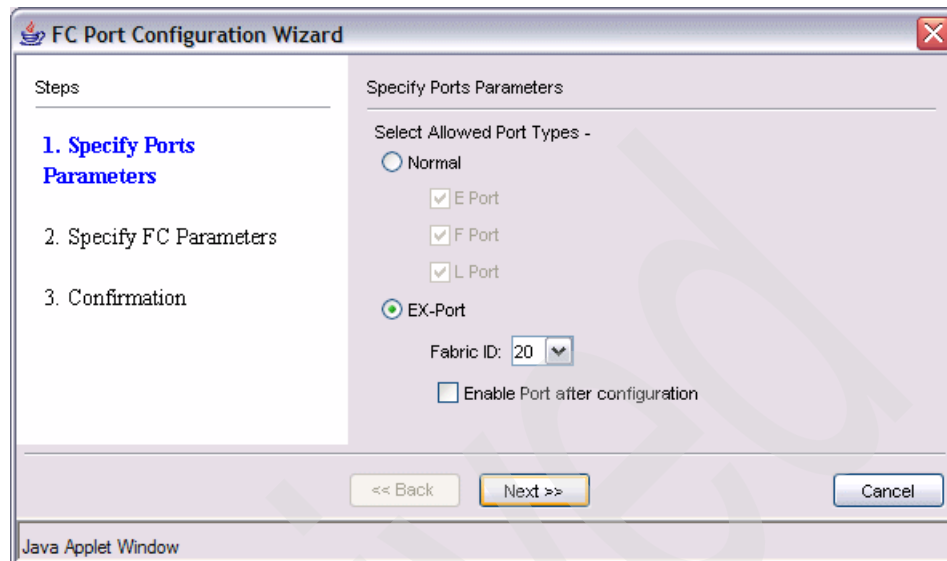 FC Port Configuration Wizard
Steps
1. Specify Ports
Parameters
2. Specify FC Parameters
3. Confirmation
Specify Ports Parameters
Select Allowed Port Types -
Normal
E Port
F Port
L Port
EX-Port
Fabric ID: 20
Enable Port after configuration
<< Back
Next >>
Cancel
Java Applet Window